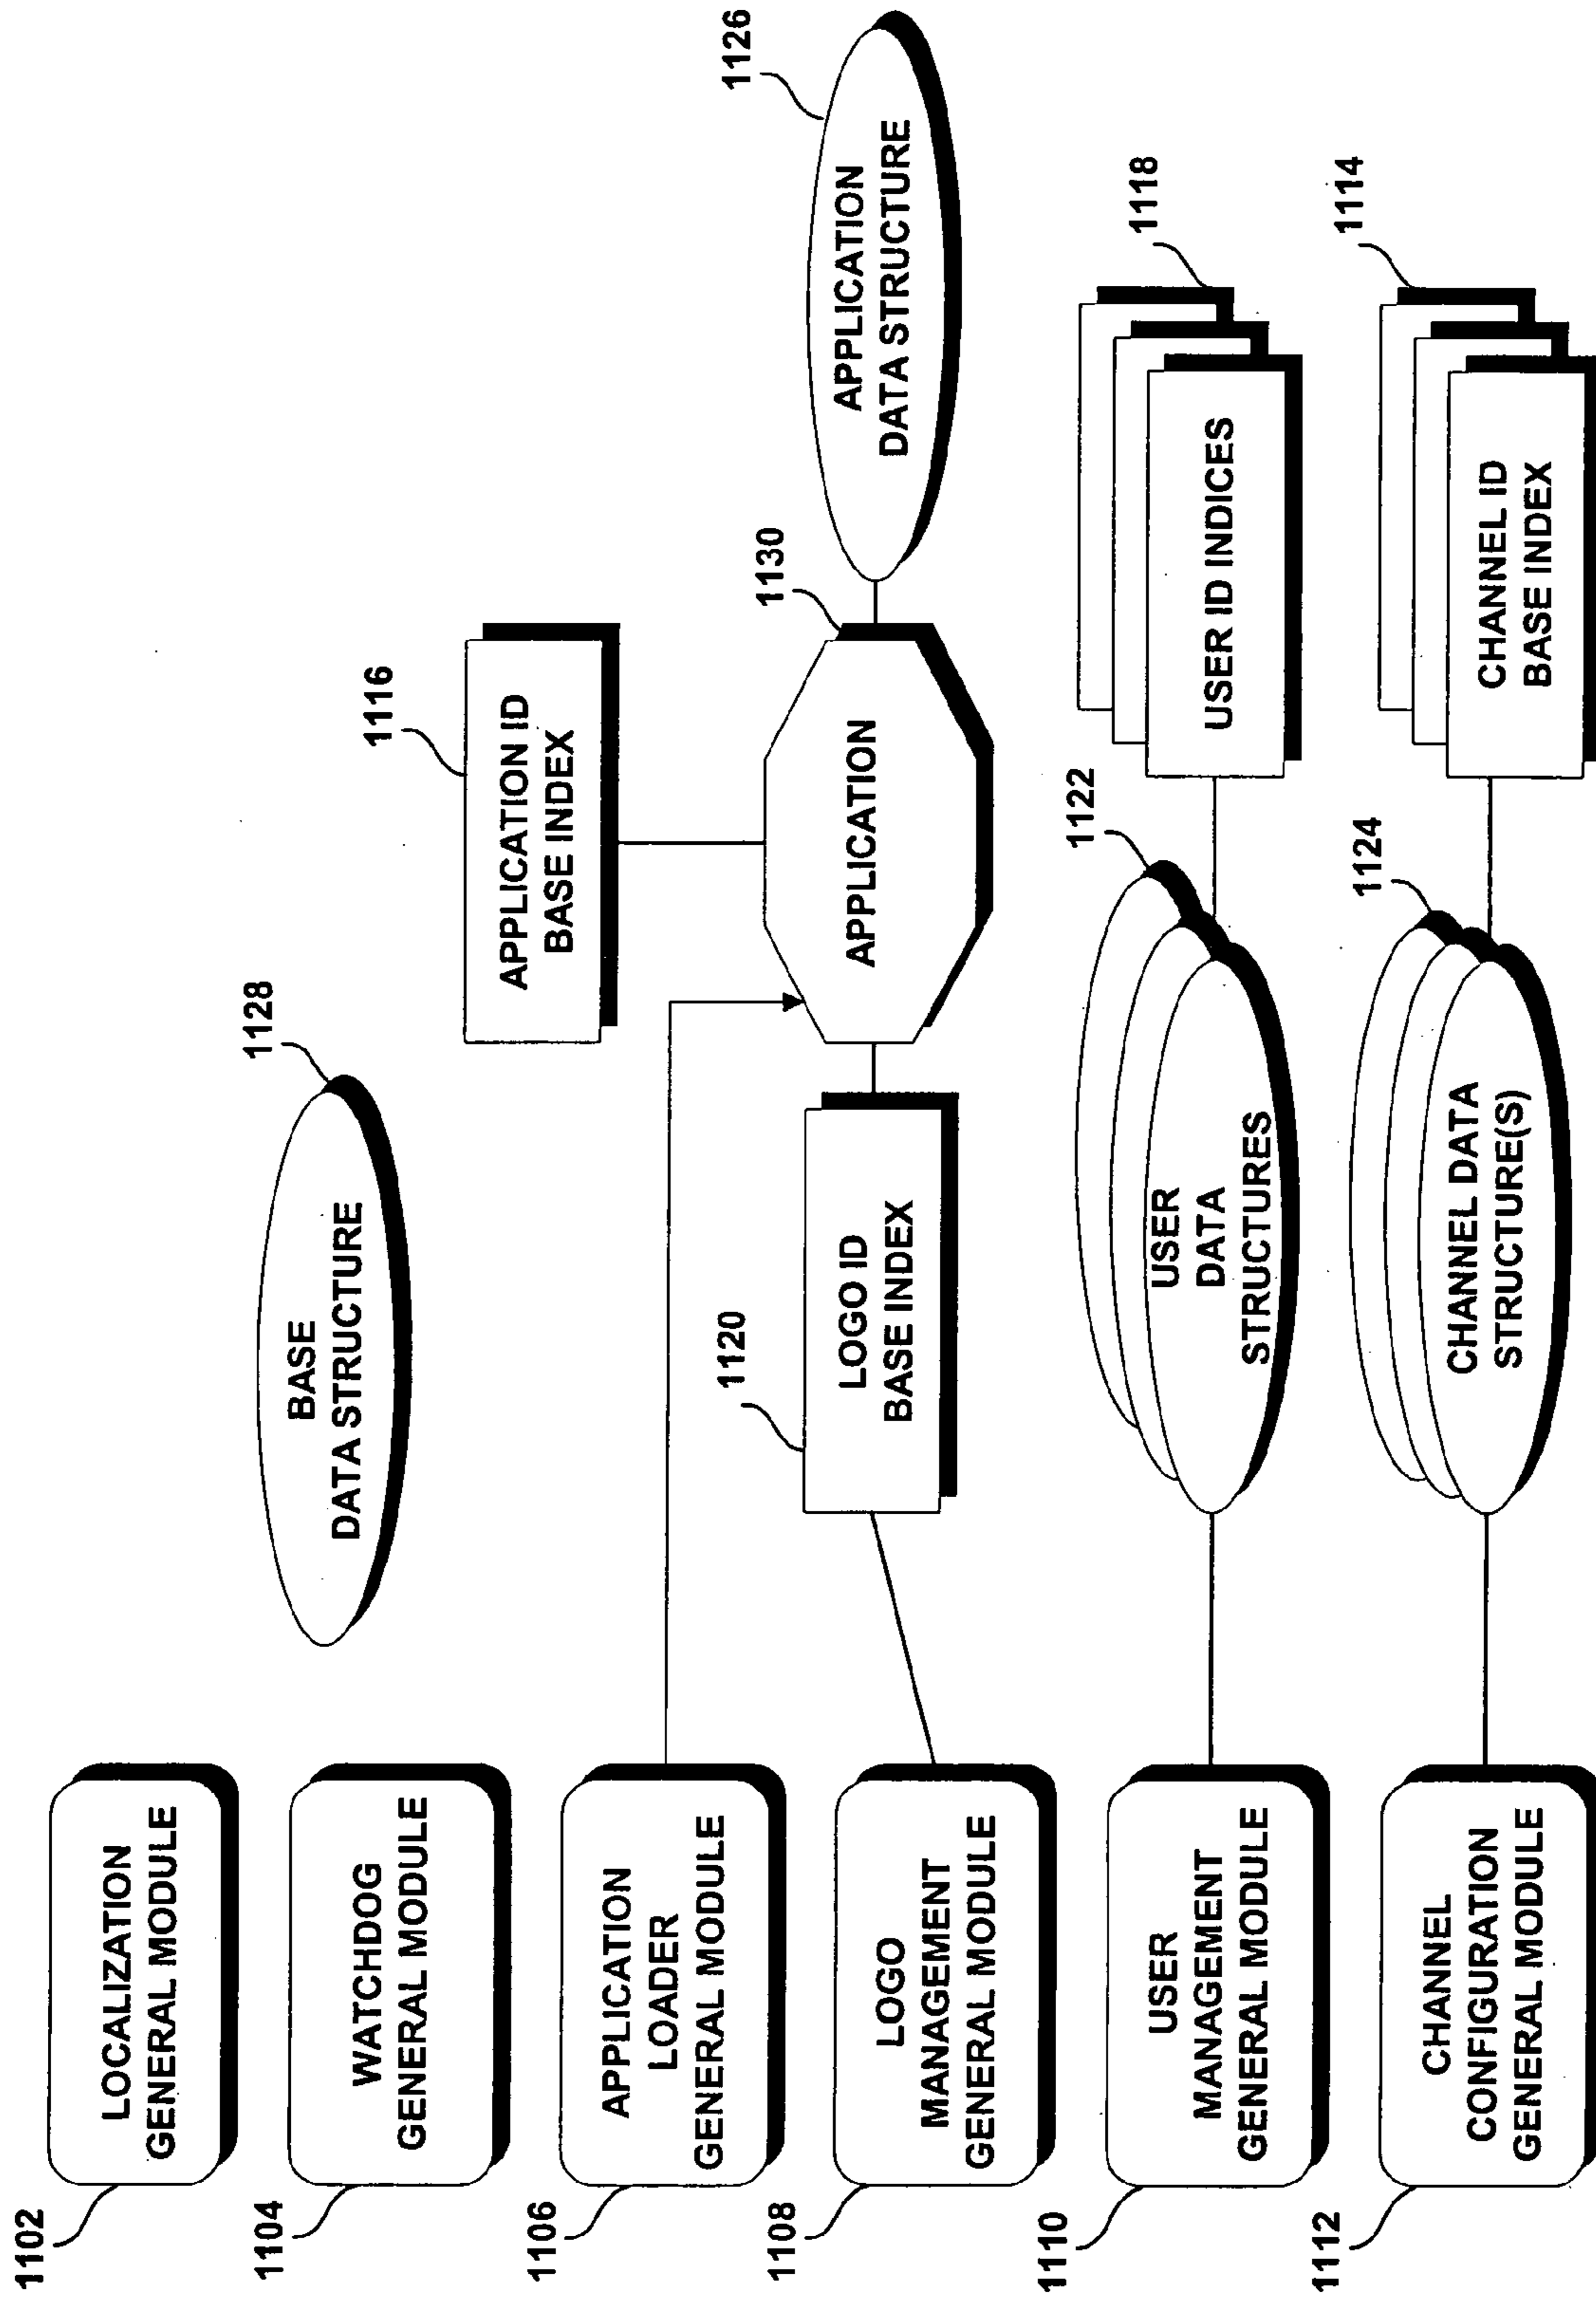 1102
LOCALIZATION
GENERAL MODULE
1104
WATCHDOG
GENERAL MODULE
1128
BASE
DATA STRUCTURE
1106
APPLICATION
LOADER
GENERAL MODULE
1116
APPLICATION ID
BASE INDEX
1108
LOGO
MANAGEMENT
GENERAL MODULE
1120
LOGO ID
BASE INDEX
1130
APPLICATION
1126
APPLICATION
DATA STRUCTURE
1110
USER
MANAGEMENT
GENERAL MODULE
1122
USER
DATA
STRUCTURES
1118
USER ID INDICES
1112
CHANNEL
CONFIGURATION
GENERAL MODULE
1124
CHANNEL DATA
STRUCTURE(S)
1114
CHANNEL ID
BASE INDEX